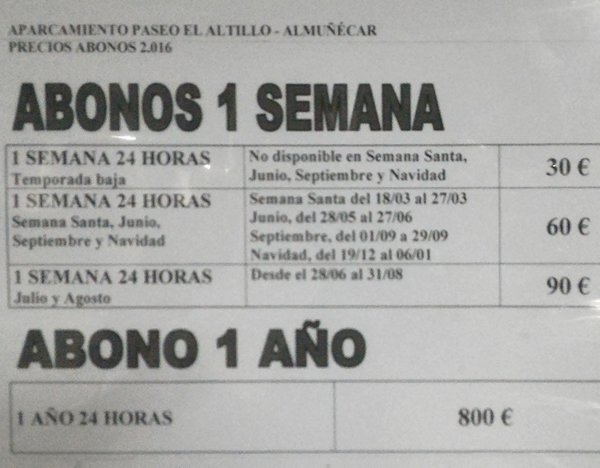 APARCAMIENTO PASEO EL ALTILLO - ALMUÑÉCAR
PRECIOS ABONOS 2.016
ABONOS 1 SEMANA
1 SEMANA 24 HORAS
Temporada baja
No disponible en Semana Santa,
Junio, Septiembre y Navidad
30 €
1 SEMANA 24 HORAS
Semana Santa, Junio,
Septiembre y Navidad
Semana Santa del 18/03 al 27/03
Junio, del 28/05 al 27/06
Septiembre, del 01/09 a 29/09
Navidad, del 19/12 al 06/01
60 €
1 SEMANA 24 HORAS
Julio y Agosto
Desde el 28/06 al 31/08
90 €
ABONO 1 AÑO
1 AÑO 24 HORAS
800 €